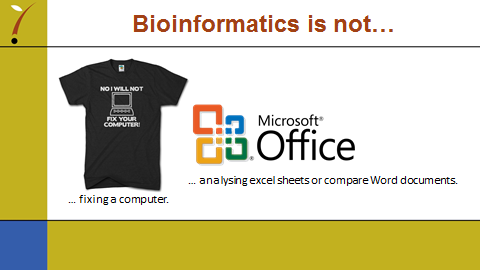 Bioinformatics is not…
NO I WILL NOT
FIX YOUR
COMPUTER!
Microsoft®
Office
… analysing excel sheets or compare Word documents.
… fixing a computer.